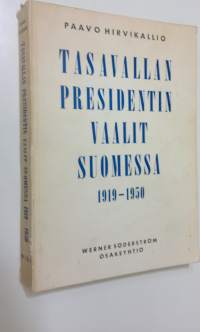 PAAVO HIRVIKALLIO
TASAVALLAN
PRESIDENTIN
VAALIT
SUOMESSA
1919-1950
WERNER SÖDERSTRÖM
OSAKEYHTIÖ